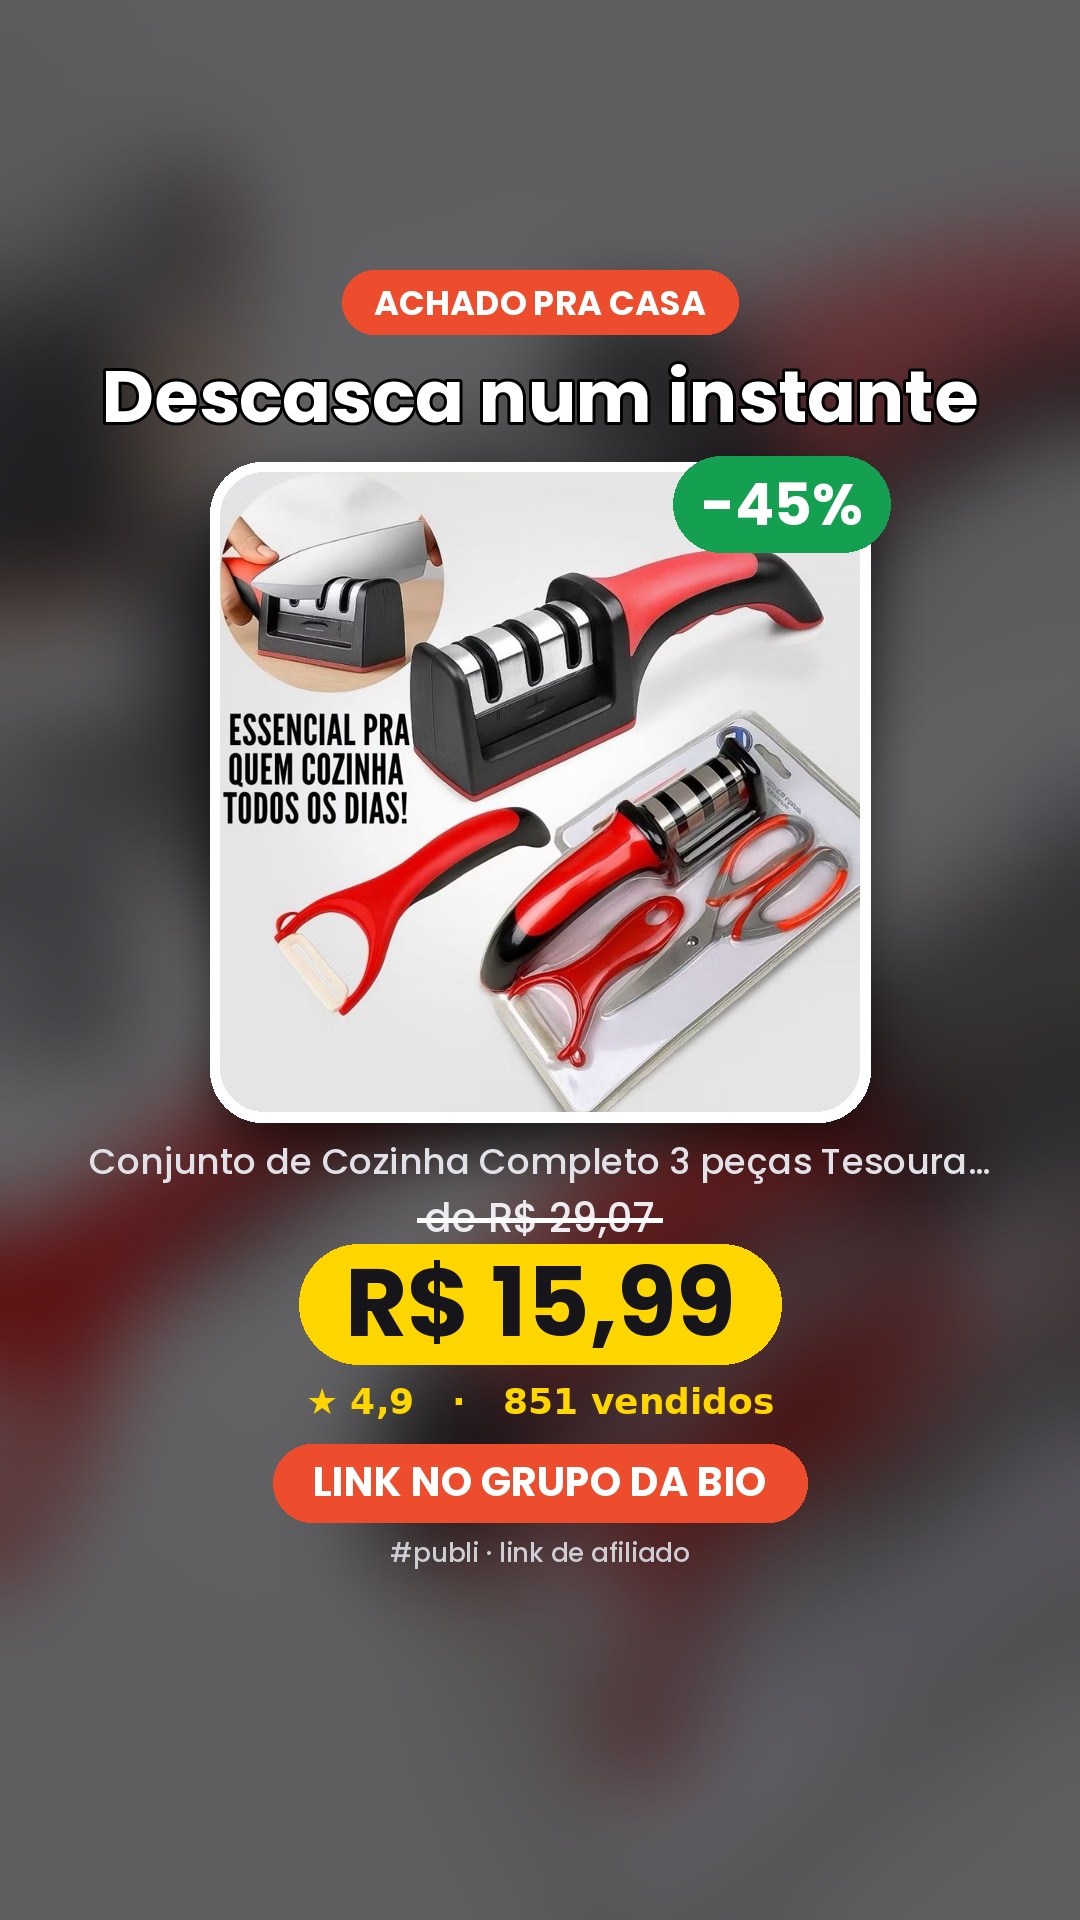 ACHADO PRA CASA
Descasca num instante
-45%
ESSENCIAL PRA
QUEM COZINHA
TODOS OS DIAS!
Conjunto de Cozinha Completo 3 peças Tesoura...
de R$ 29,07
R$ 15,99
★ 4,9 · 851 vendidos
LINK NO GRUPO DA BIO
#publi · link de afiliado